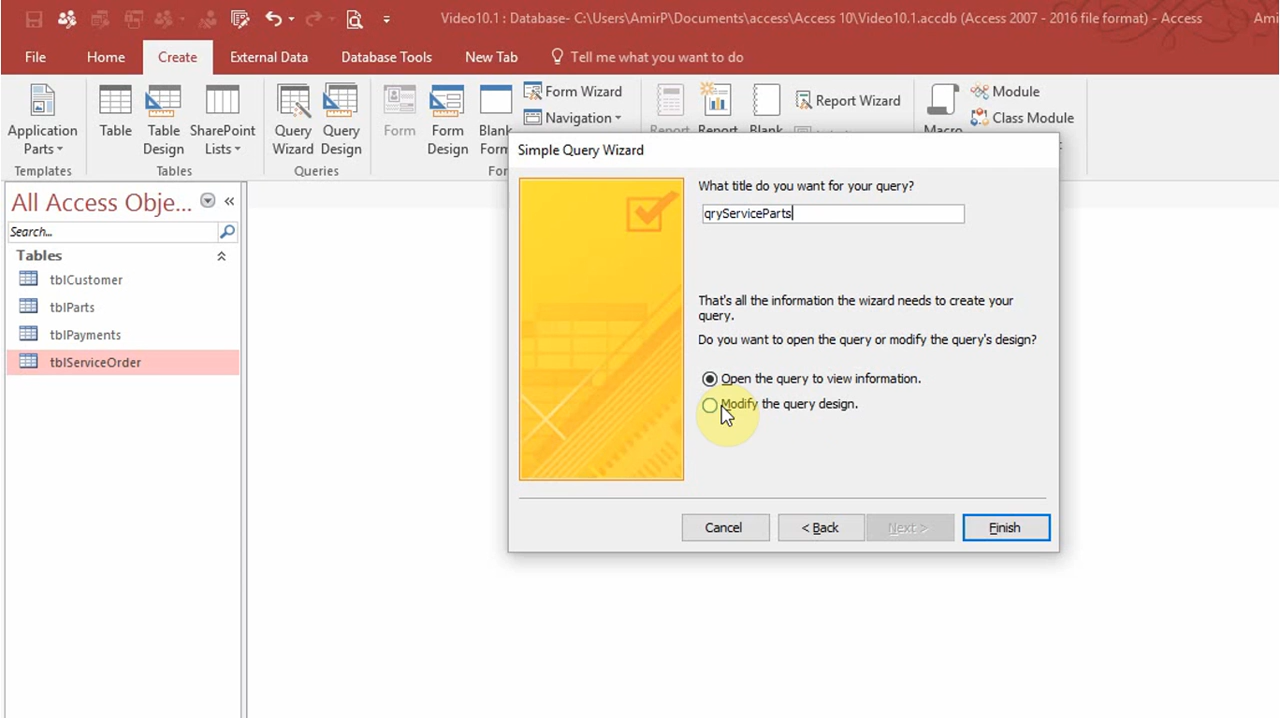 Video10.1 : Database- C:\Users\AmirP\Documents\access\Access 10\Video10.1.accdb (Access 2007 - 2016 file format) - Access
File Home Create External Data Database Tools New Tab Tell me what you want to do
Application Parts
Table
Table Design
SharePoint Lists
Query Wizard
Query Design
Form
Form Design
Blank
Form Wizard
Navigation
Report
Report
Blank
Report Wizard
Macro
Module
Class Module
Templates Tables Queries
All Access Obje...
Search...
Tables
tblCustomer
tblParts
tblPayments
tblServiceOrder
Simple Query Wizard
What title do you want for your query?
qryServiceParts
That's all the information the wizard needs to create your
query.
Do you want to open the query or modify the query's design?
Open the query to view information.
Modify the query design.
Cancel < Back Next > Finish